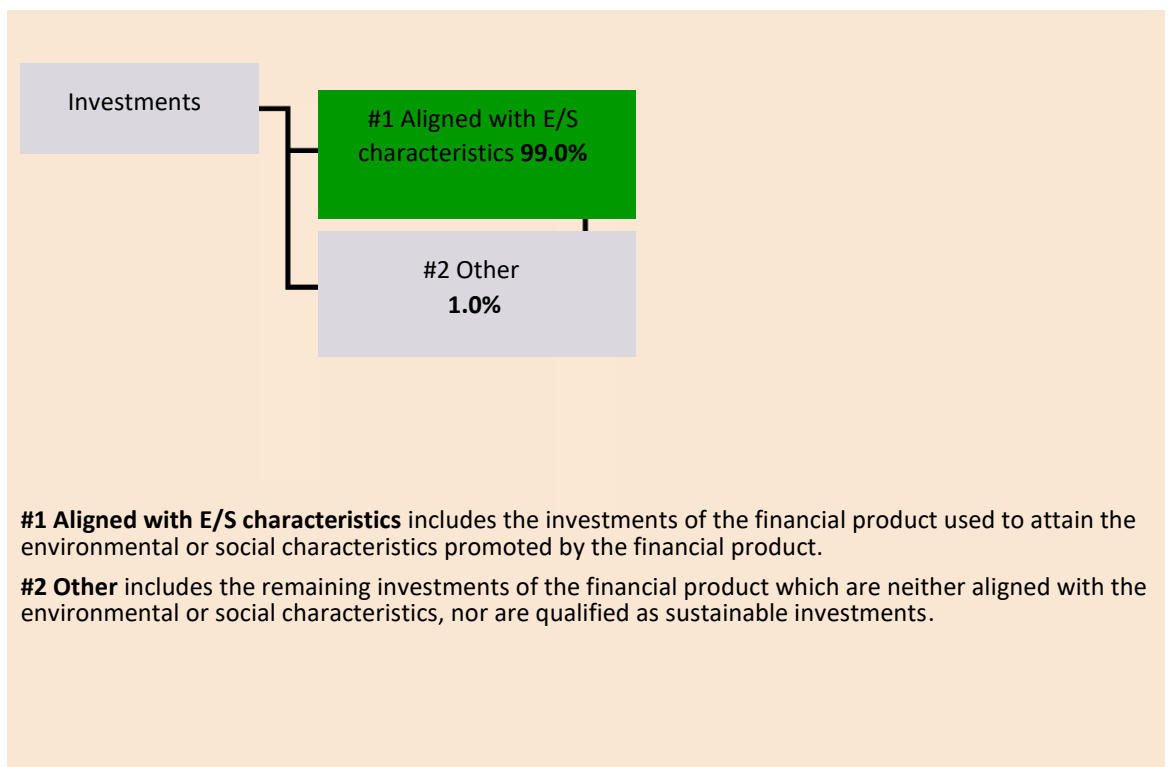 Investments
#1 Aligned with E/S
characteristics 99.0%
#2 Other
1.0%
#1 Aligned with E/S characteristics includes the investments of the financial product used to attain the
environmental or social characteristics promoted by the financial product.
#2 Other includes the remaining investments of the financial product which are neither aligned with the
environmental or social characteristics, nor are qualified as sustainable investments.